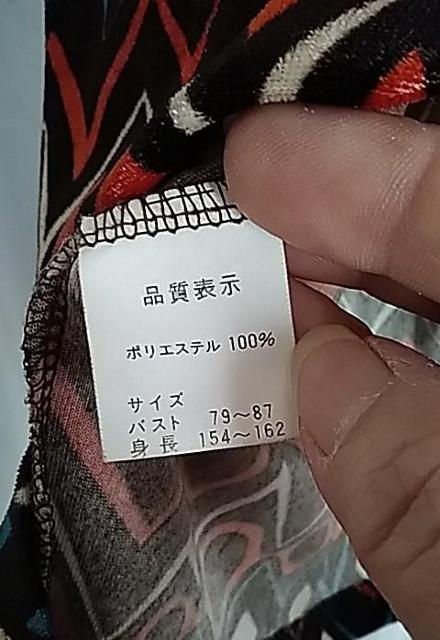 品質表示
ポリエステル 100%
サイズ
バスト 79〜87
身長 154〜162